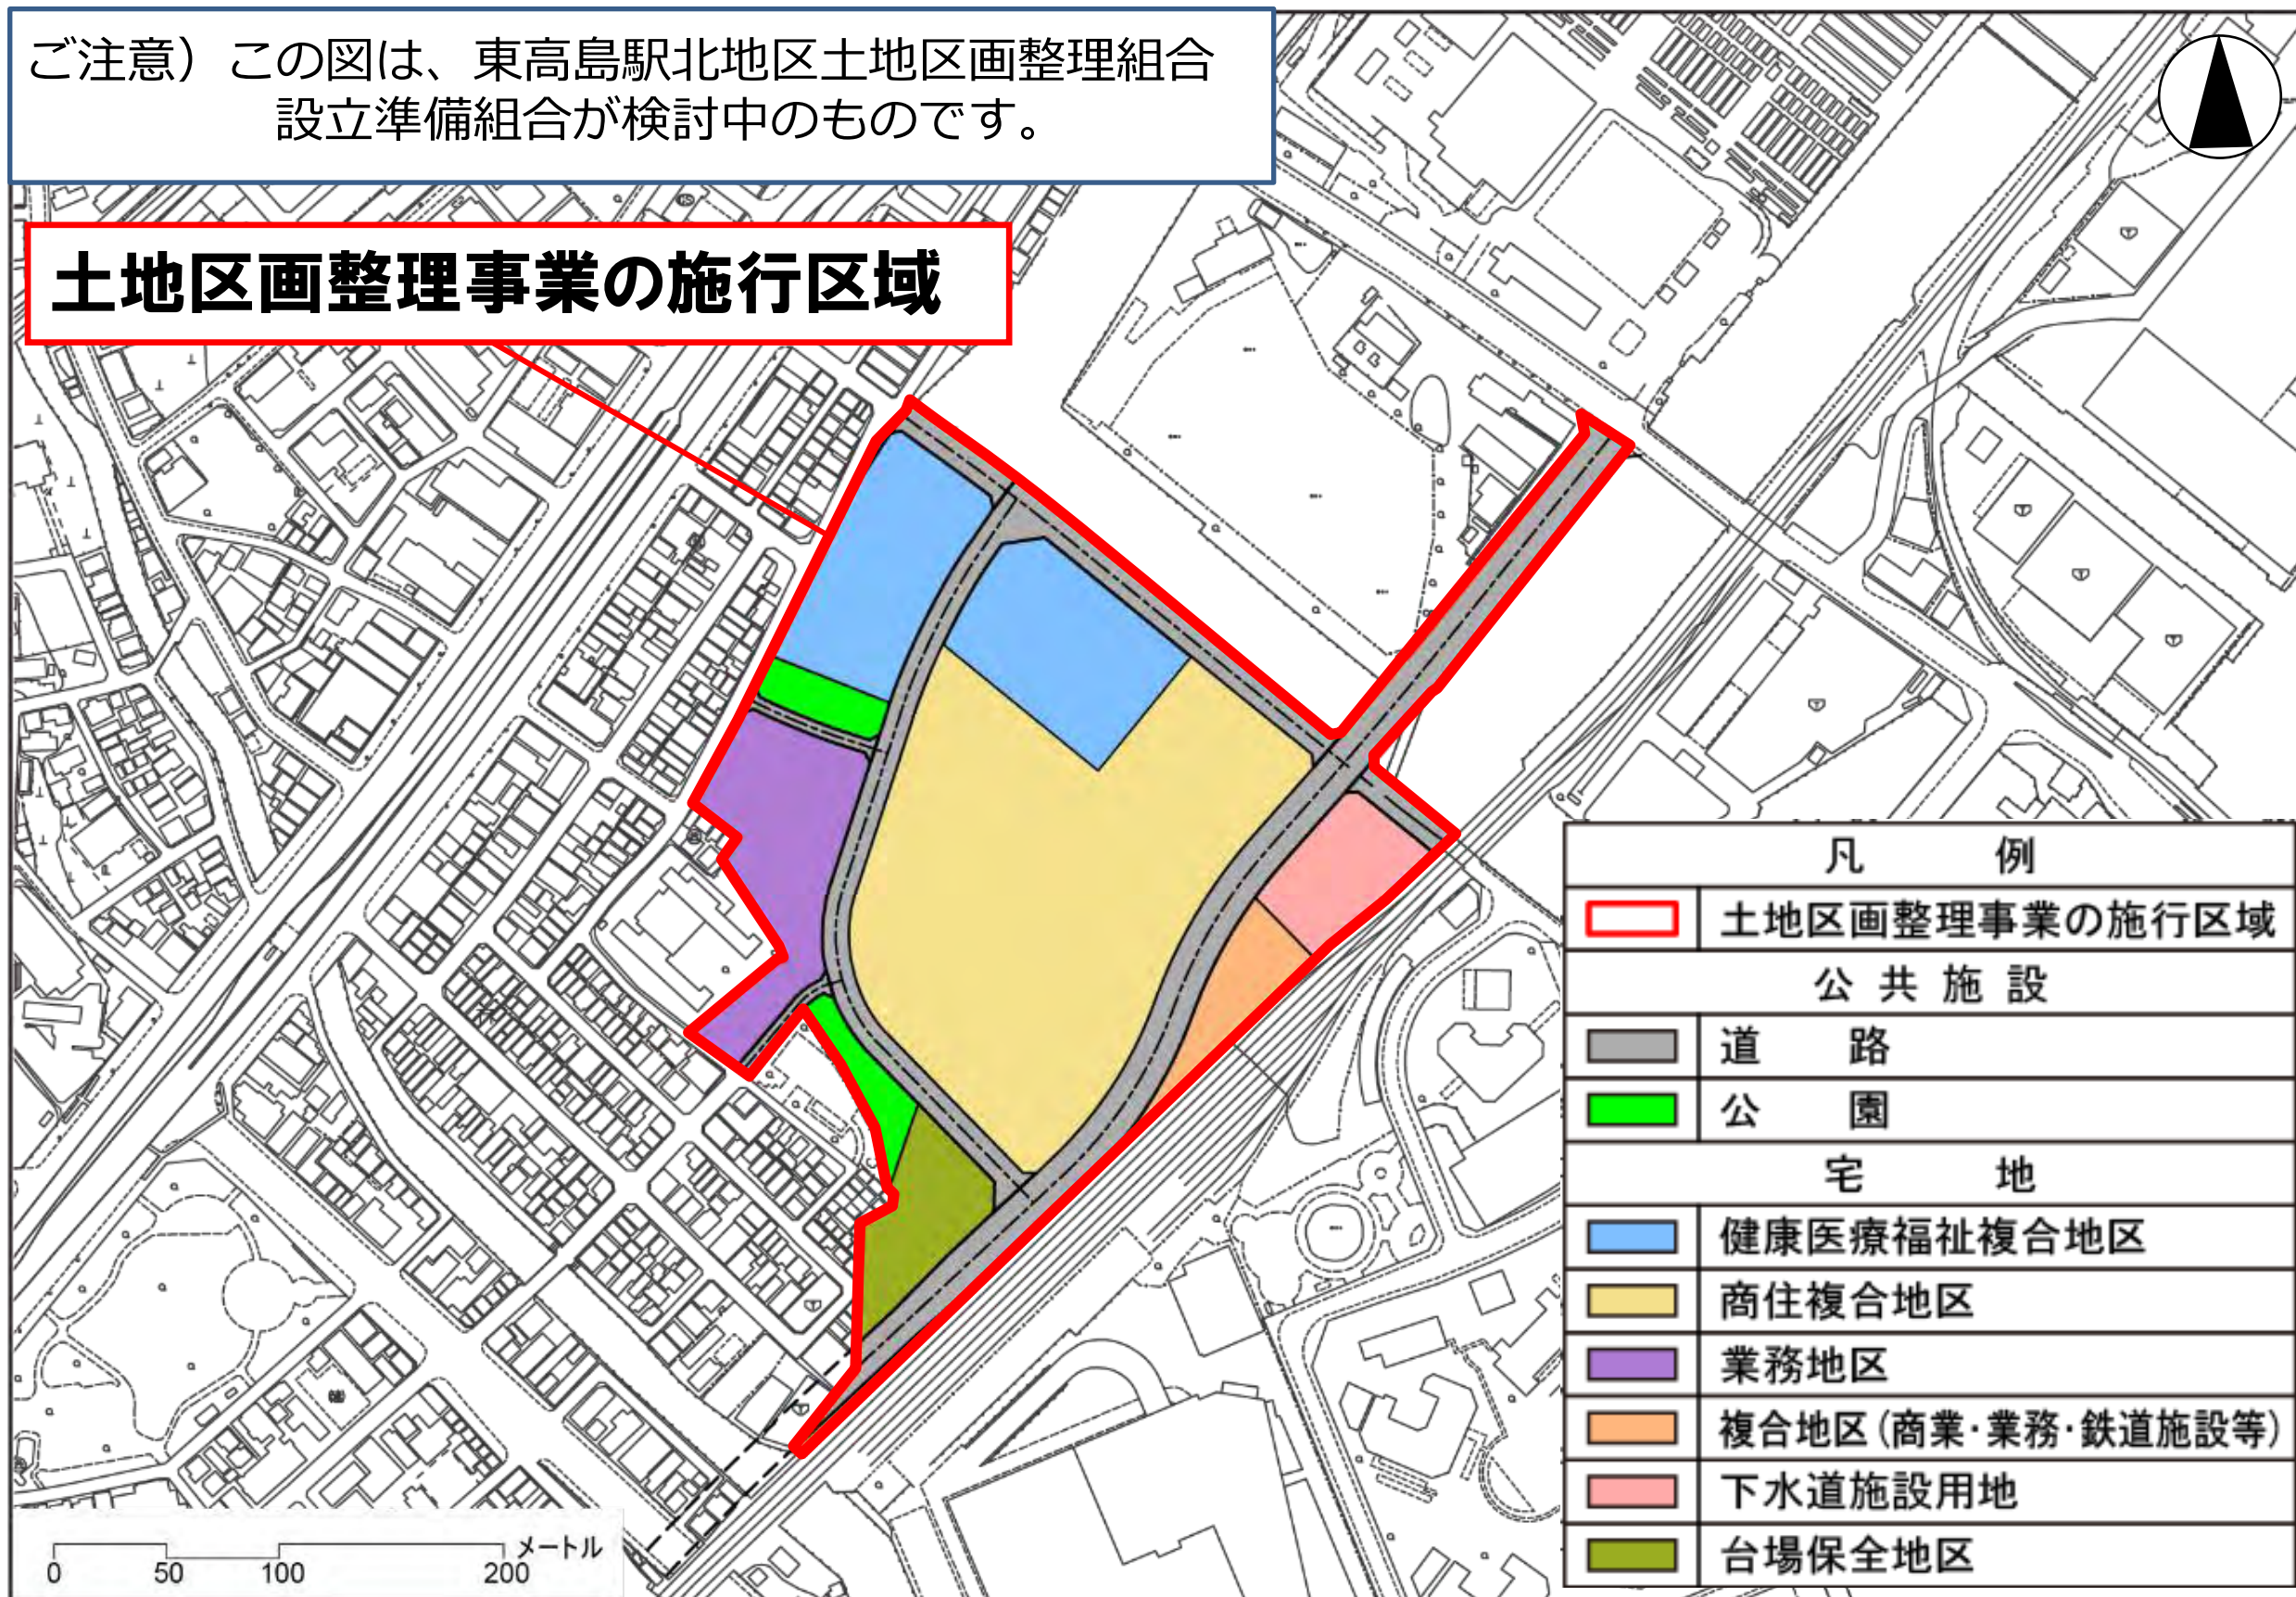 ご注意）この図は、東高島駅北地区土地区画整理組合
設立準備組合が検討中のものです。
土地区画整理事業の施行区域
凡 例
土地区画整理事業の施行区域
公 共 施 設
道 路
公 園
宅 地
健康医療福祉複合地区
商住複合地区
業務地区
複合地区(商業・業務・鉄道施設等)
下水道施設用地
台場保全地区
メートル
0 50 100 200